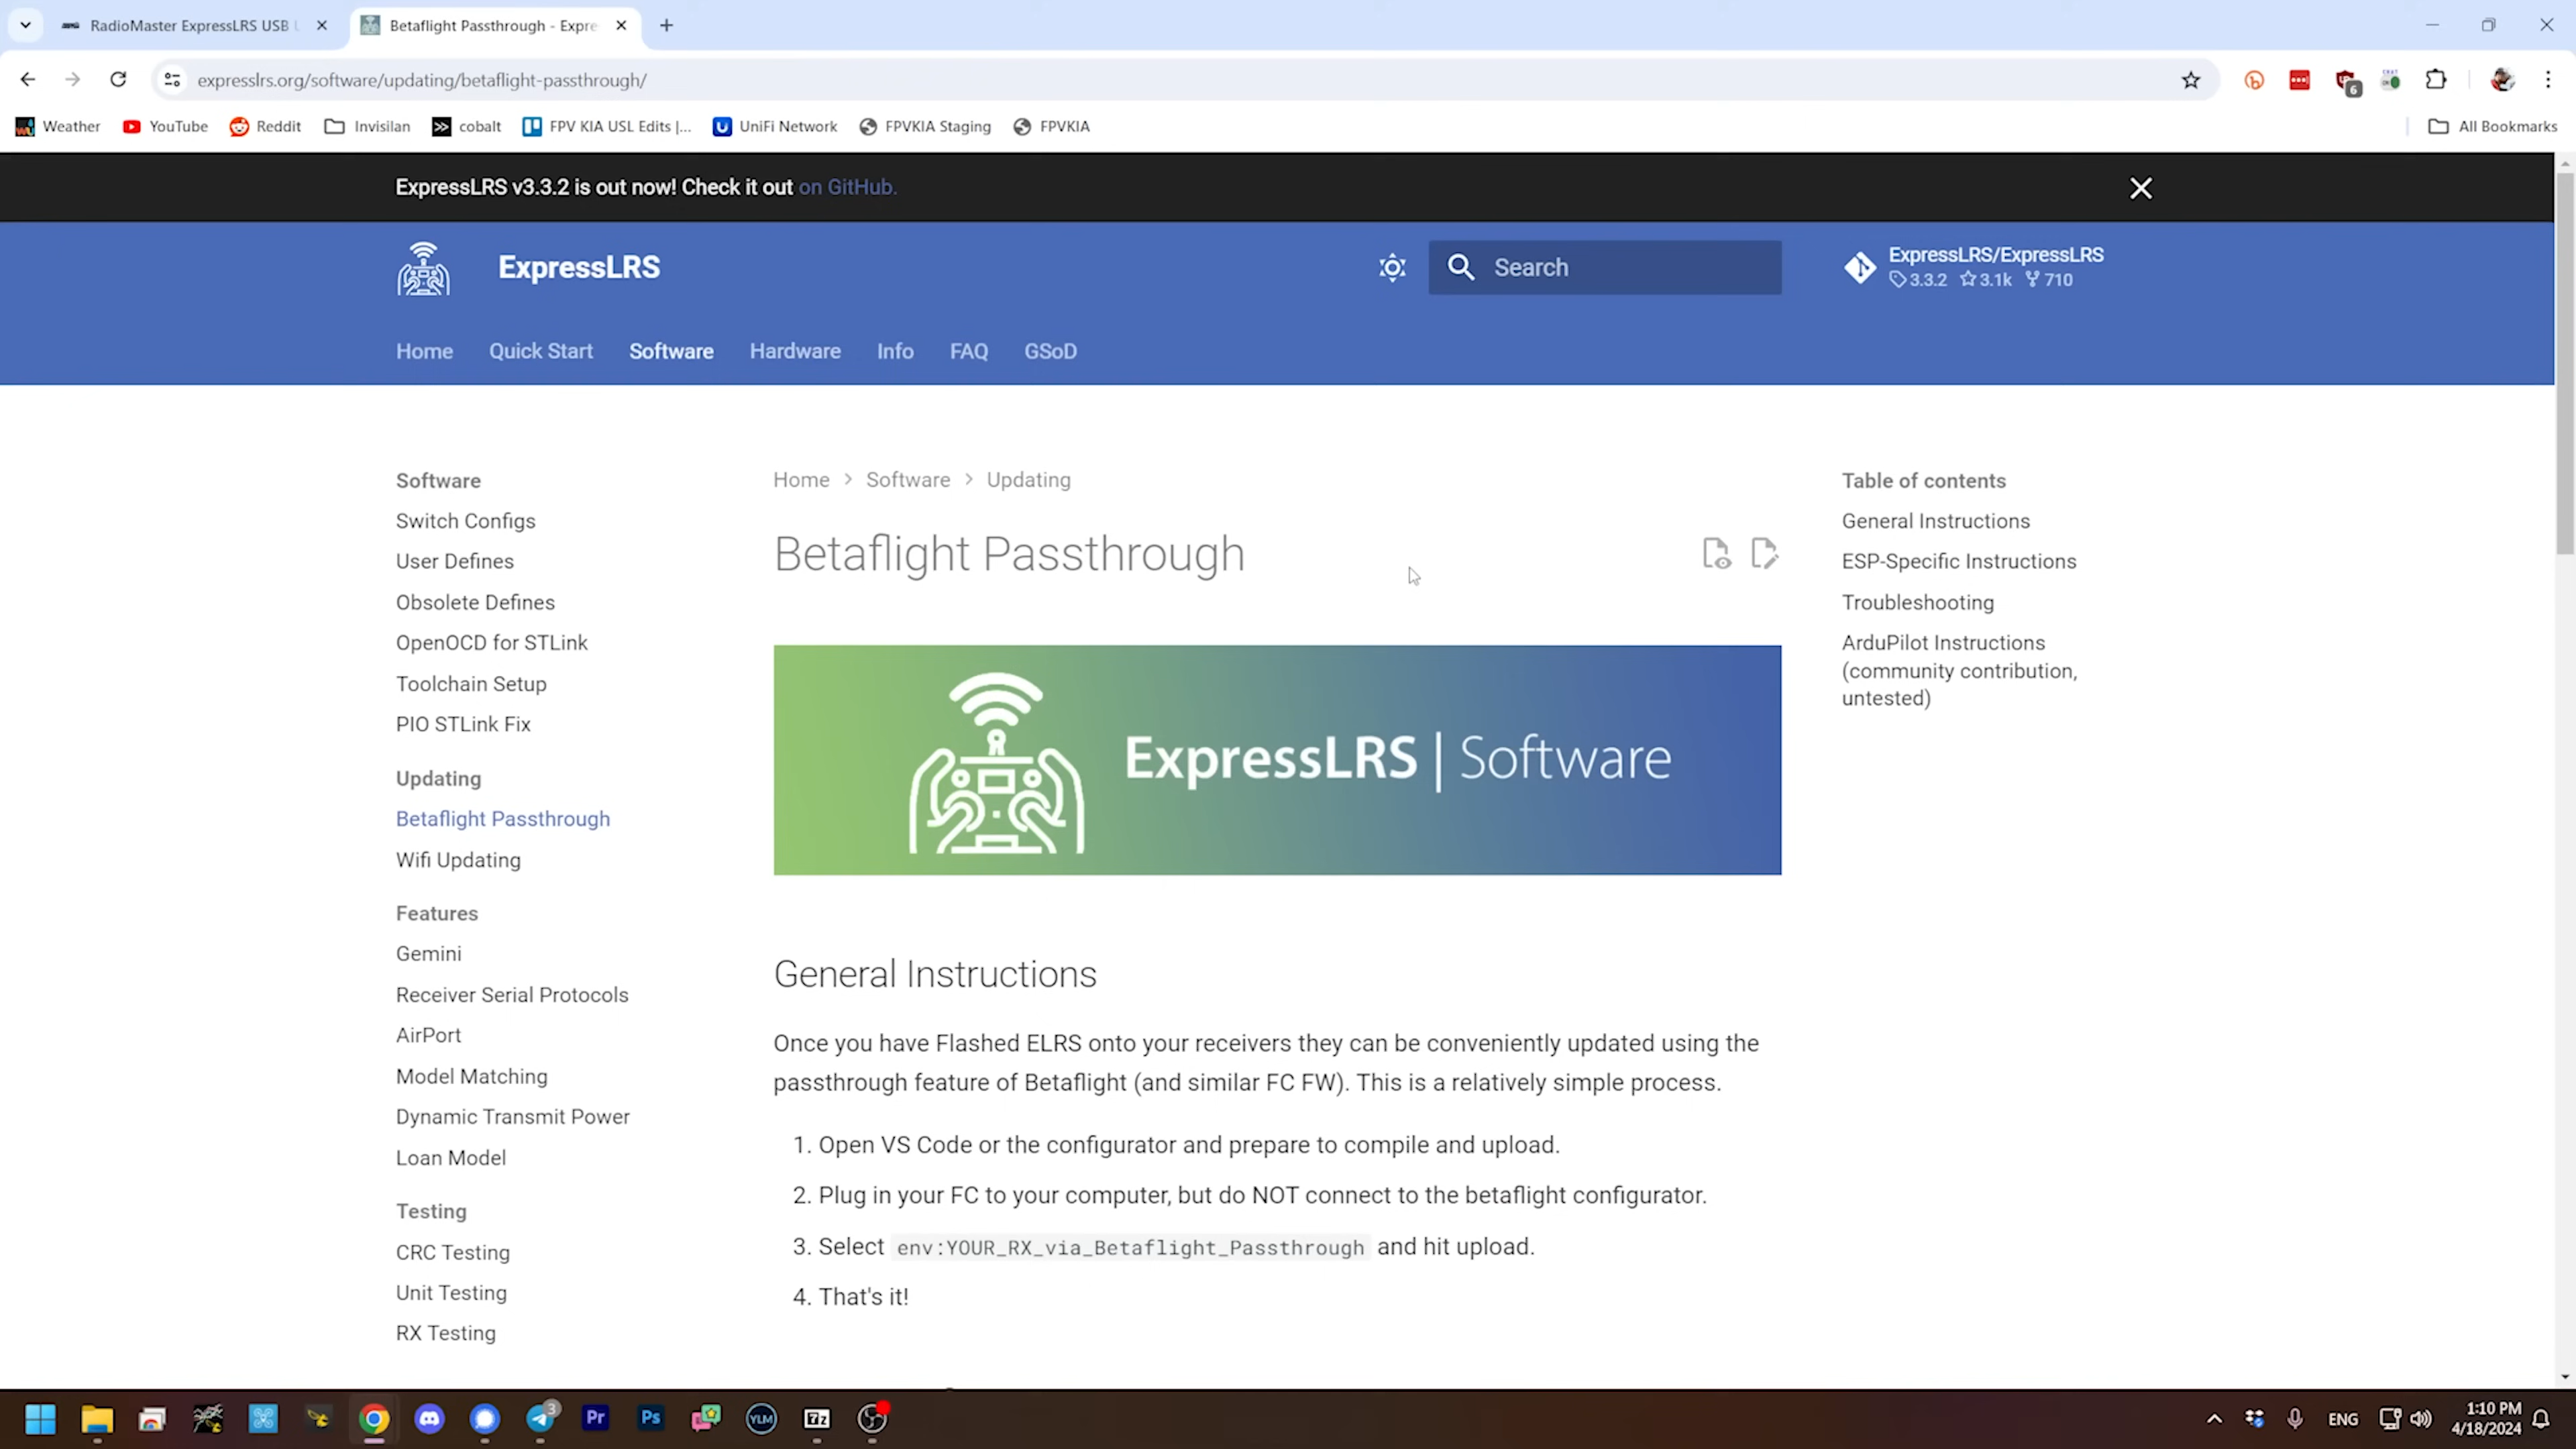 RadioMaster ExpressLRS USB
Betaflight Passthrough - Expre
expresslrs.org/software/updating/betaflight-passthrough/
6
Weather
YouTube
Reddit
Invisilan
cobalt
FPV KIA USL Edits |...
UniFi Network
FPVKIA Staging
FPVKIA
All Bookmarks
ExpressLRS v3.3.2 is out now! Check it out on GitHub.
ExpressLRS
Search
ExpressLRS/ExpressLRS
3.3.2 3.1k 710
Home
Quick Start
Software
Hardware
Info
FAQ
GSoD
Software
Switch Configs
User Defines
Obsolete Defines
OpenOCD for STLink
Toolchain Setup
PIO STLink Fix
Updating
Betaflight Passthrough
Wifi Updating
Features
Gemini
Receiver Serial Protocols
AirPort
Model Matching
Dynamic Transmit Power
Loan Model
Testing
CRC Testing
Unit Testing
RX Testing
Home > Software > Updating
Betaflight Passthrough
ExpressLRS | Software
General Instructions
Once you have Flashed ELRS onto your receivers they can be conveniently updated using the
passthrough feature of Betaflight (and similar FC FW). This is a relatively simple process.
1. Open VS Code or the configurator and prepare to compile and upload.
2. Plug in your FC to your computer, but do NOT connect to the betaflight configurator.
3. Select env:YOUR_RX_via_Betaflight_Passthrough and hit upload.
4. That's it!
Table of contents
General Instructions
ESP-Specific Instructions
Troubleshooting
ArduPilot Instructions
(community contribution,
untested)
3
Pr
Ps
YLM
7z
ENG
1:10 PM
4/18/2024